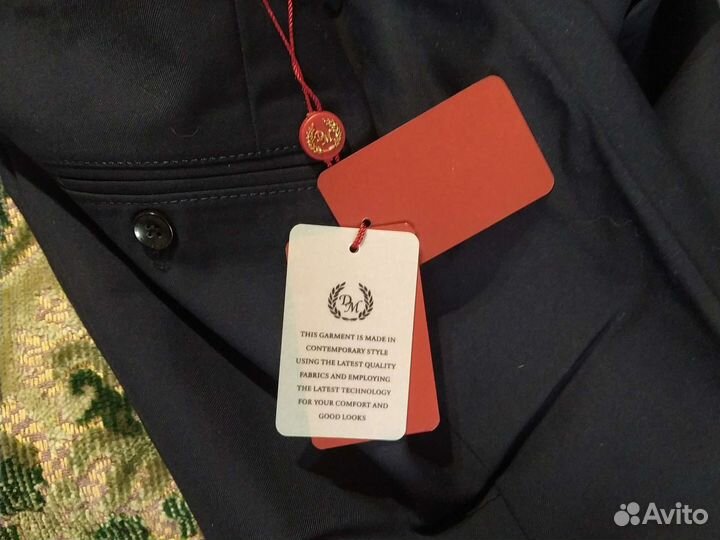 DM
DM
THIS GARMENT IS MADE IN
CONTEMPORARY STYLE
USING THE LATEST QUALITY
FABRICS AND EMPLOYING
THE LATEST TECHNOLOGY
FOR YOUR COMFORT AND
GOOD LOOKS
Avito